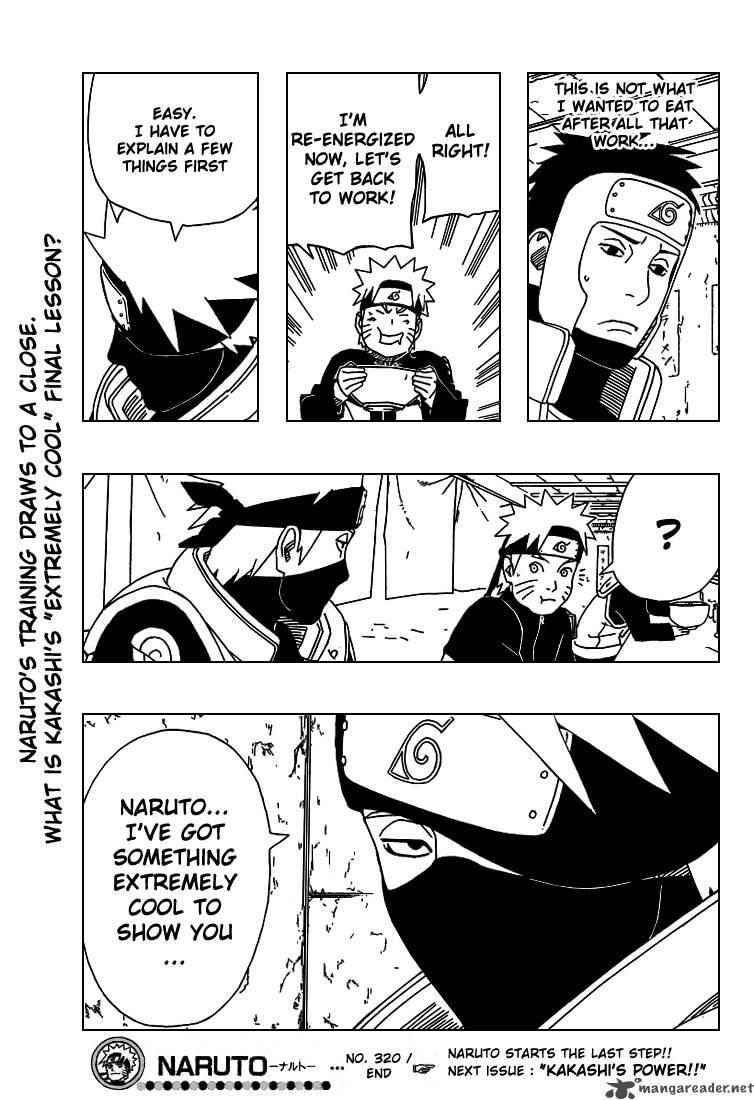 THIS IS NOT WHAT
I WANTED TO EAT
AFTER ALL THAT
WORK...
ALL
RIGHT!
I'M
RE-ENERGIZED
NOW, LET'S
GET BACK
TO WORK!
EASY.
I HAVE TO
EXPLAIN A FEW
THINGS FIRST
?
NARUTO...
I'VE GOT
SOMETHING
EXTREMELY
COOL TO
SHOW YOU
...
NARUTO'S TRAINING DRAWS TO A CLOSE.
WHAT IS KAKASHI'S "EXTREMELY COOL" FINAL LESSON?
NARUTO —ナルト—
... NO. 320 /
END
NARUTO STARTS THE LAST STEP!!
NEXT ISSUE : "KAKASHI'S POWER!!"
mangareader.net